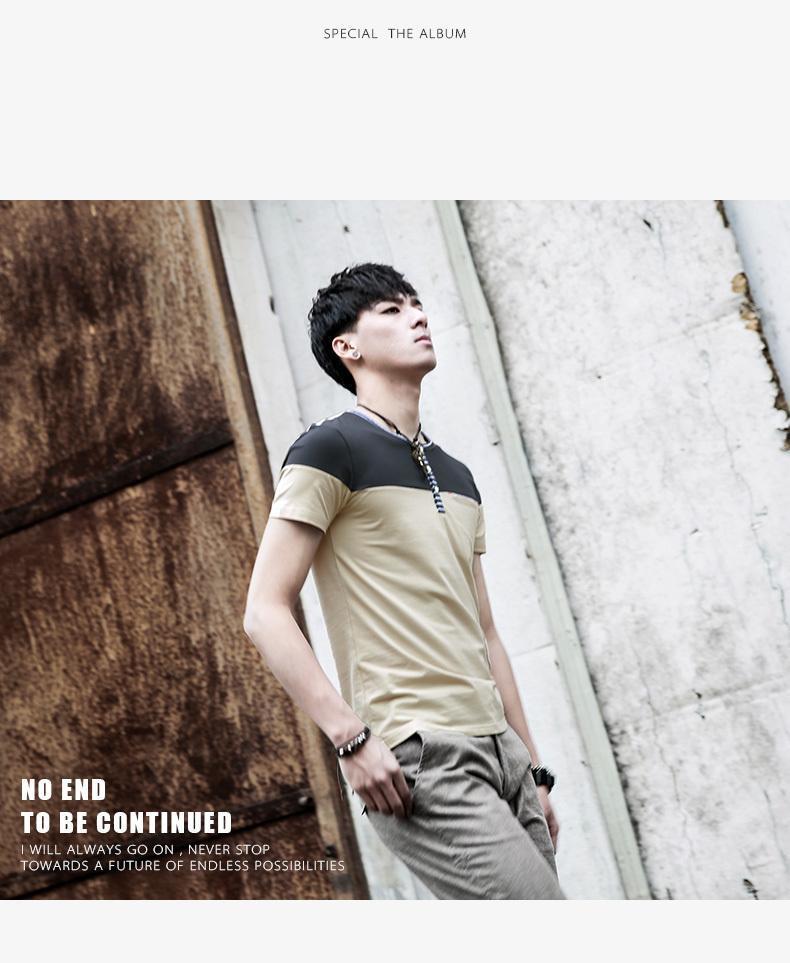 SPECIAL THE ALBUM
NO END
TO BE CONTINUED
I WILL ALWAYS GO ON , NEVER STOP
TOWARDS A FUTURE OF ENDLESS POSSIBILITIES